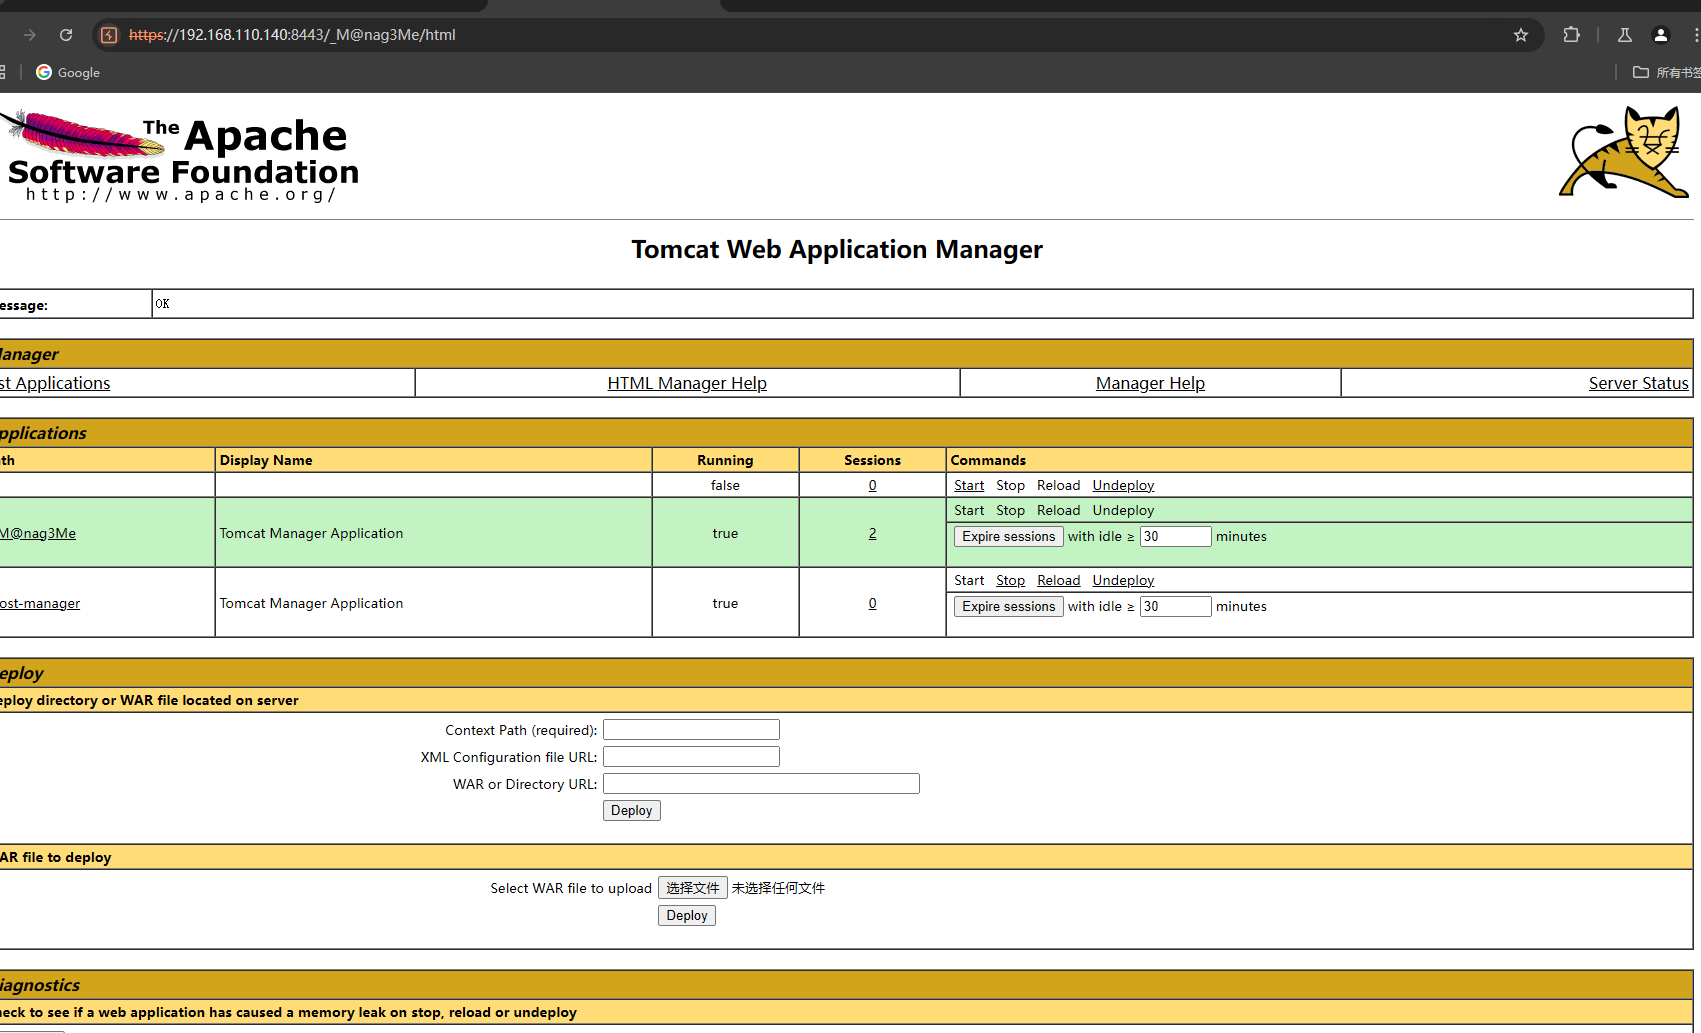 https://192.168.110.140:8443/_M@nag3Me/html
Google
所有书签
The Apache
Software Foundation
http://www.apache.org/
Tomcat Web Application Manager
essage: OK
anager
st Applications HTML Manager Help Manager Help Server Status
pplications
th Display Name Running Sessions Commands
false 0 Start Stop Reload Undeploy
M@nag3Me Tomcat Manager Application true 2 Start Stop Reload Undeploy
Expire sessions with idle ≥ 30 minutes
ost-manager Tomcat Manager Application true 0 Start Stop Reload Undeploy
Expire sessions with idle ≥ 30 minutes
eploy
eploy directory or WAR file located on server
Context Path (required):
XML Configuration file URL:
WAR or Directory URL:
Deploy
AR file to deploy
Select WAR file to upload 选择文件 未选择任何文件
Deploy
iagnostics
heck to see if a web application has caused a memory leak on stop, reload or undeploy